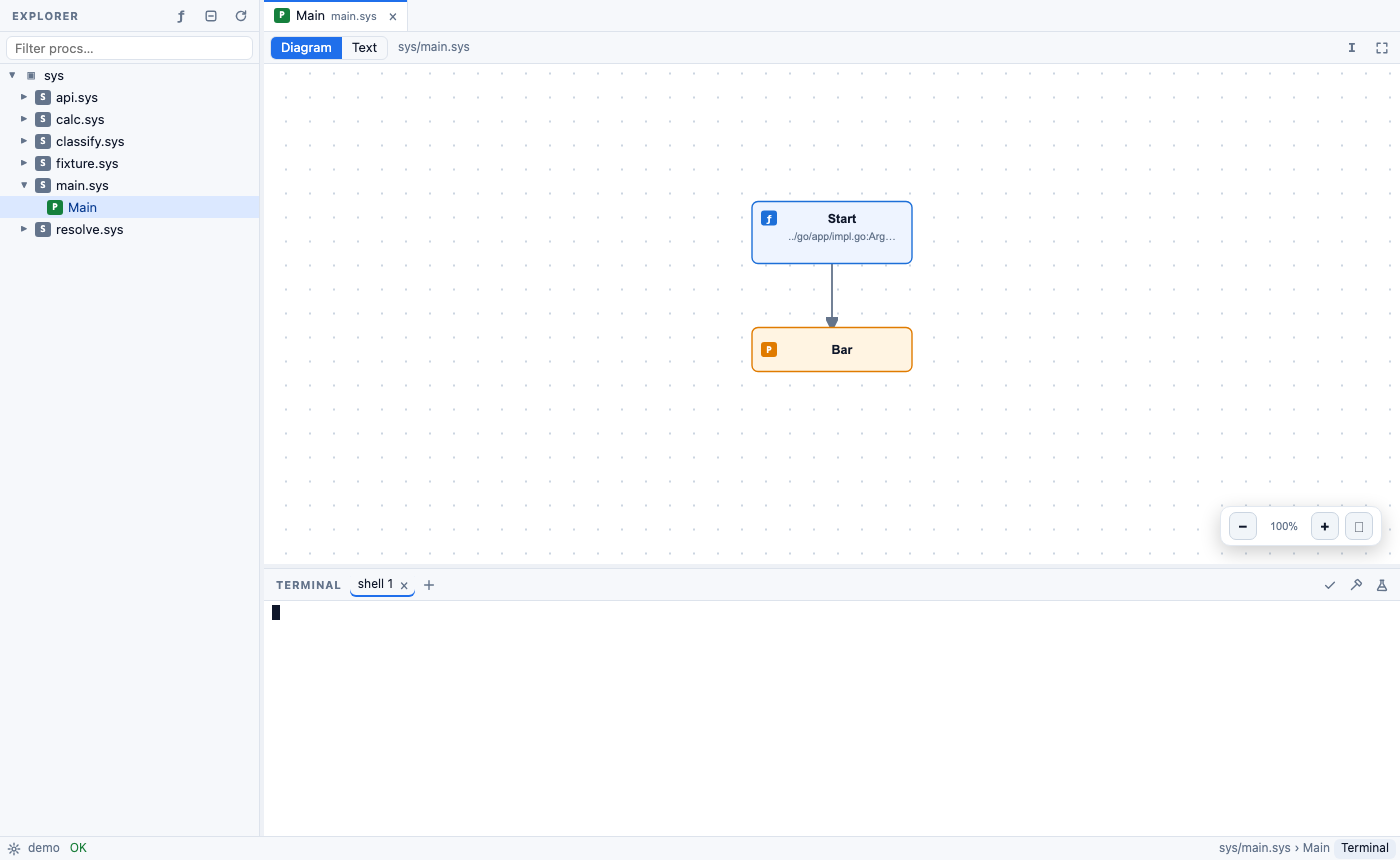 EXPLORER ƒ
Filter procs...
sys
S api.sys
S calc.sys
S classify.sys
S fixture.sys
S main.sys
P Main
S resolve.sys
P Main main.sys ×
Diagram Text sys/main.sys I
ƒ Start
../go/app/impl.go:Arg...
P Bar
− 100% +
TERMINAL shell 1 × +
demo OK
sys/main.sys › Main Terminal